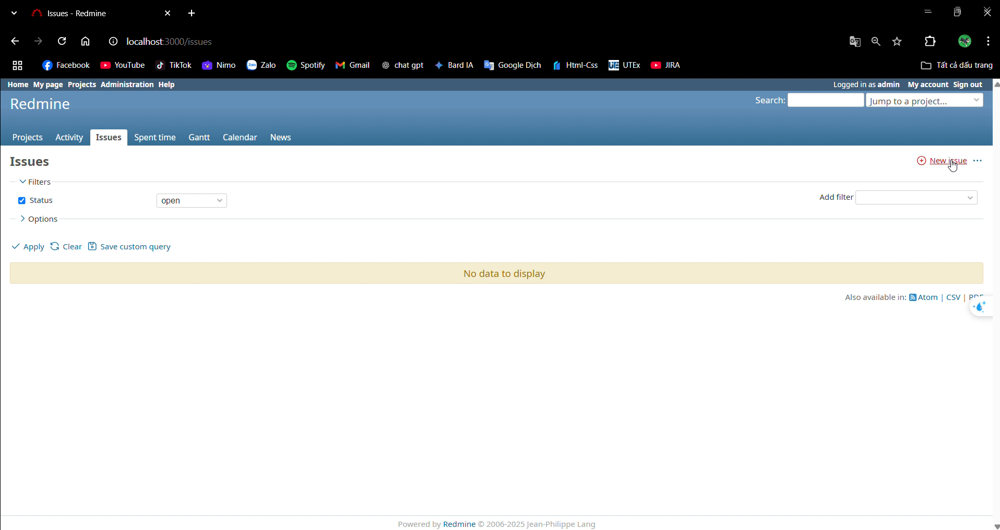 Issues - Redmine
localhost:3000/issues
Facebook YouTube TikTok Nimo Zalo Spotify Gmail chat gpt Bard IA Google Dịch Html-Css UTEx JIRA Tất cả dấu trang
Home My page Projects Administration Help Logged in as admin My account Sign out
Redmine Search: Jump to a project...
Projects Activity Issues Spent time Gantt Calendar News
Issues New issue
Filters
Status open Add filter
Options
Apply Clear Save custom query
No data to display
Also available in: Atom | CSV | PDF
Powered by Redmine © 2006-2025 Jean-Philippe Lang